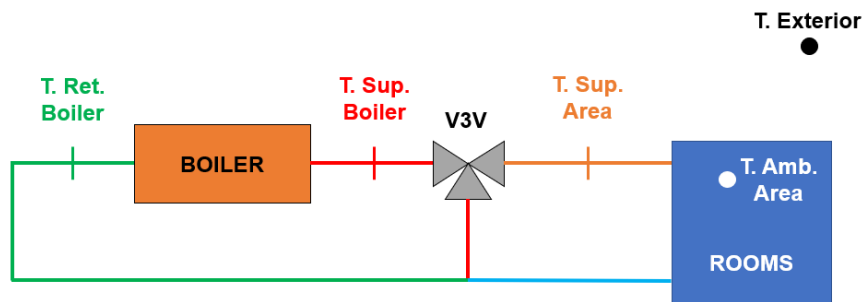 T. Exterior
T. Ret.
Boiler
T. Sup.
Boiler
V3V
T. Sup.
Area
BOILER
T. Amb.
Area
ROOMS